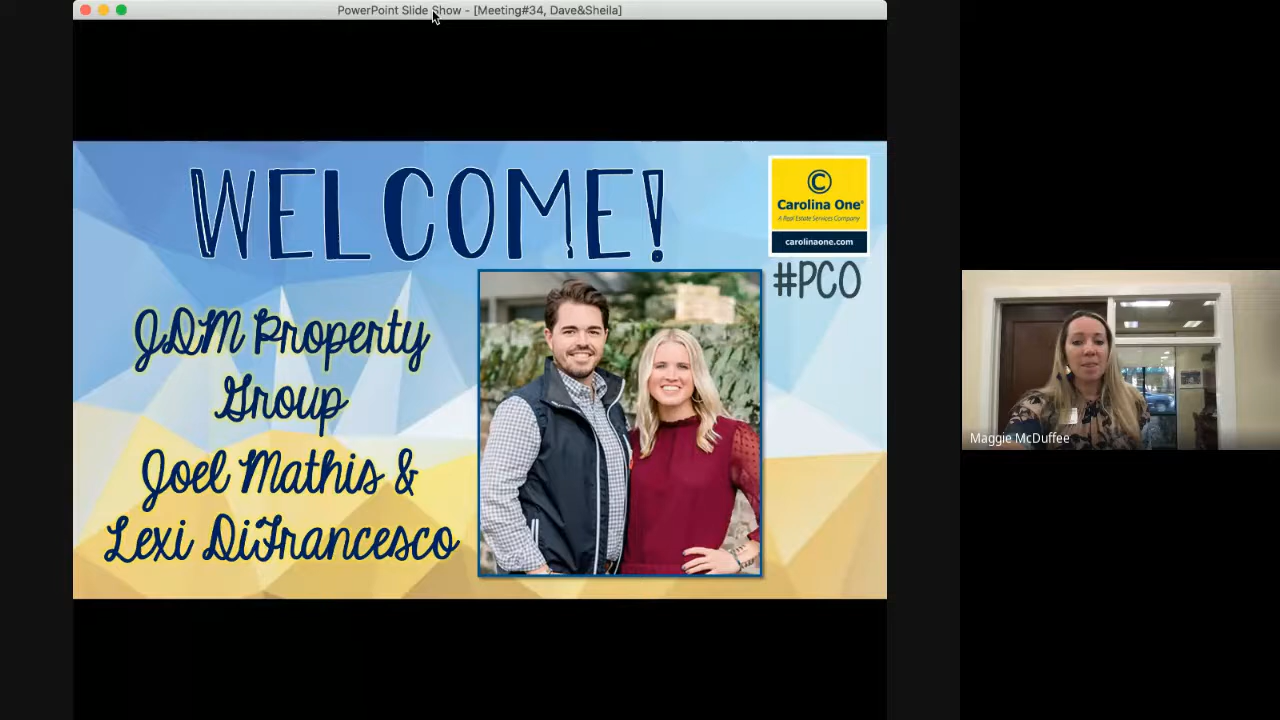 PowerPoint Slide Show - [Meeting#34, Dave&Sheila]
WELCOME!
JDM Property
Group
Joel Mathis &
Lexi DiFrancesco
©
Carolina One®
A Real Estate Services Company
carolinaone.com
#PCO
Maggie McDuffee